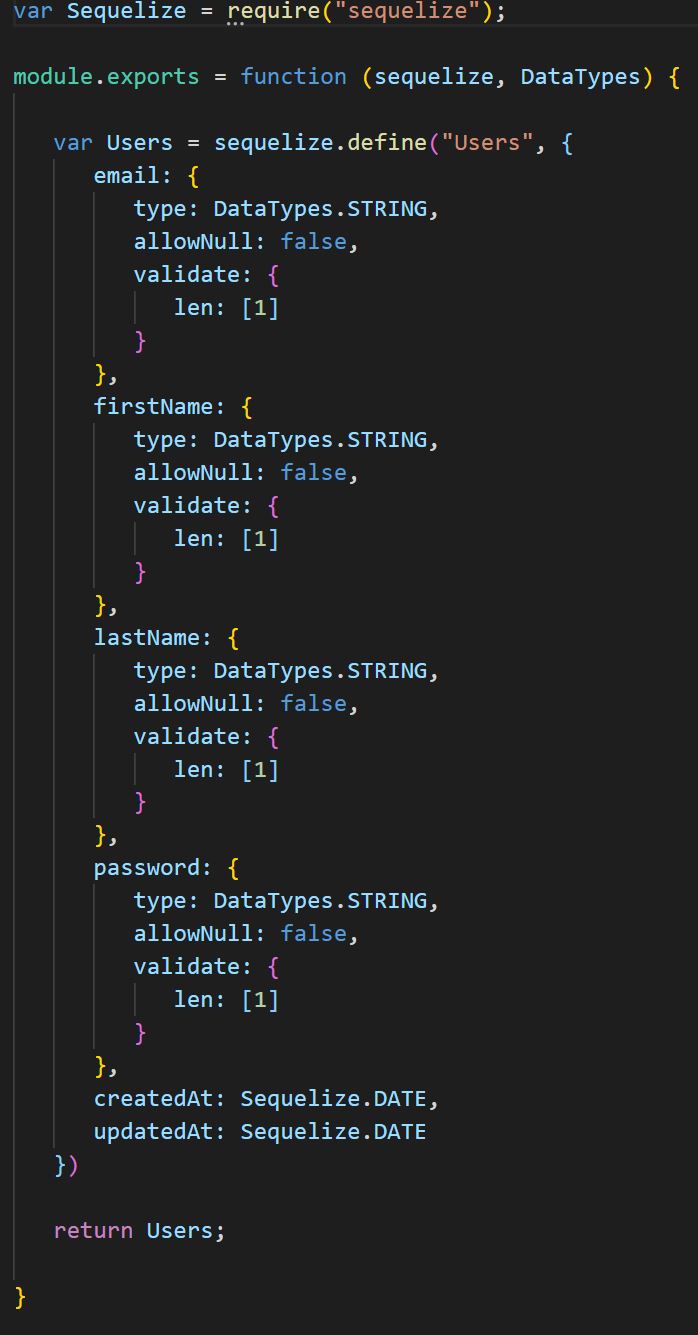 var Sequelize = require("sequelize");

module.exports = function (sequelize, DataTypes) {

   var Users = sequelize.define("Users", {
      email: {
         type: DataTypes.STRING,
         allowNull: false,
         validate: {
            len: [1]
         }
      },
      firstName: {
         type: DataTypes.STRING,
         allowNull: false,
         validate: {
            len: [1]
         }
      },
      lastName: {
         type: DataTypes.STRING,
         allowNull: false,
         validate: {
            len: [1]
         }
      },
      password: {
         type: DataTypes.STRING,
         allowNull: false,
         validate: {
            len: [1]
         }
      },
      createdAt: Sequelize.DATE,
      updatedAt: Sequelize.DATE
   })

   return Users;

}